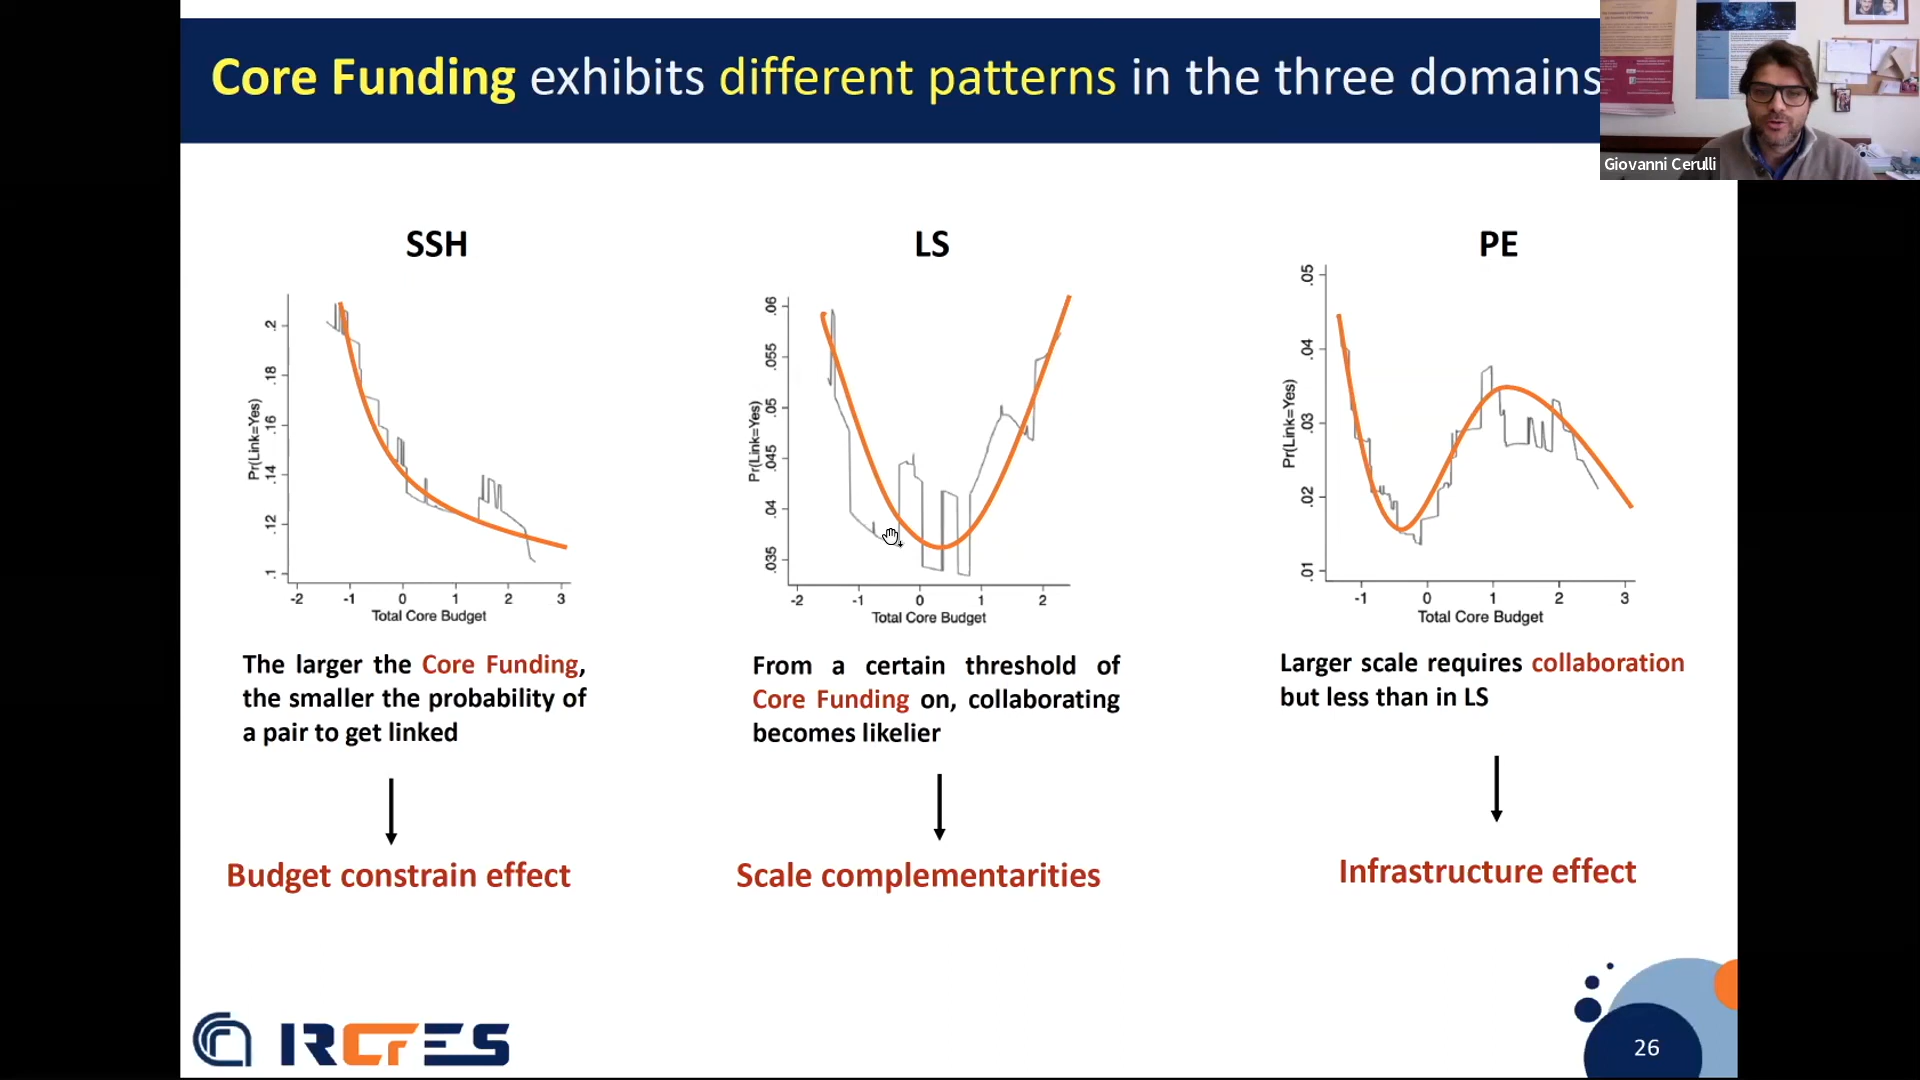 Core Funding exhibits different patterns in the three domains
Giovanni Cerulli
SSH
LS
PE
Pr(Link=Yes)
.2
.18
.16
.14
.12
.1
-2 -1 0 1 2 3
Total Core Budget
Pr(Link=Yes)
.06
.055
.05
.045
.04
.035
-2 -1 0 1 2
Total Core Budget
Pr(Link=Yes)
.05
.04
.03
.02
.01
-1 0 1 2 3
Total Core Budget
The larger the Core Funding,
the smaller the probability of
a pair to get linked
From a certain threshold of
Core Funding on, collaborating
becomes likelier
Larger scale requires collaboration
but less than in LS
Budget constrain effect
Scale complementarities
Infrastructure effect
IRCrES
26